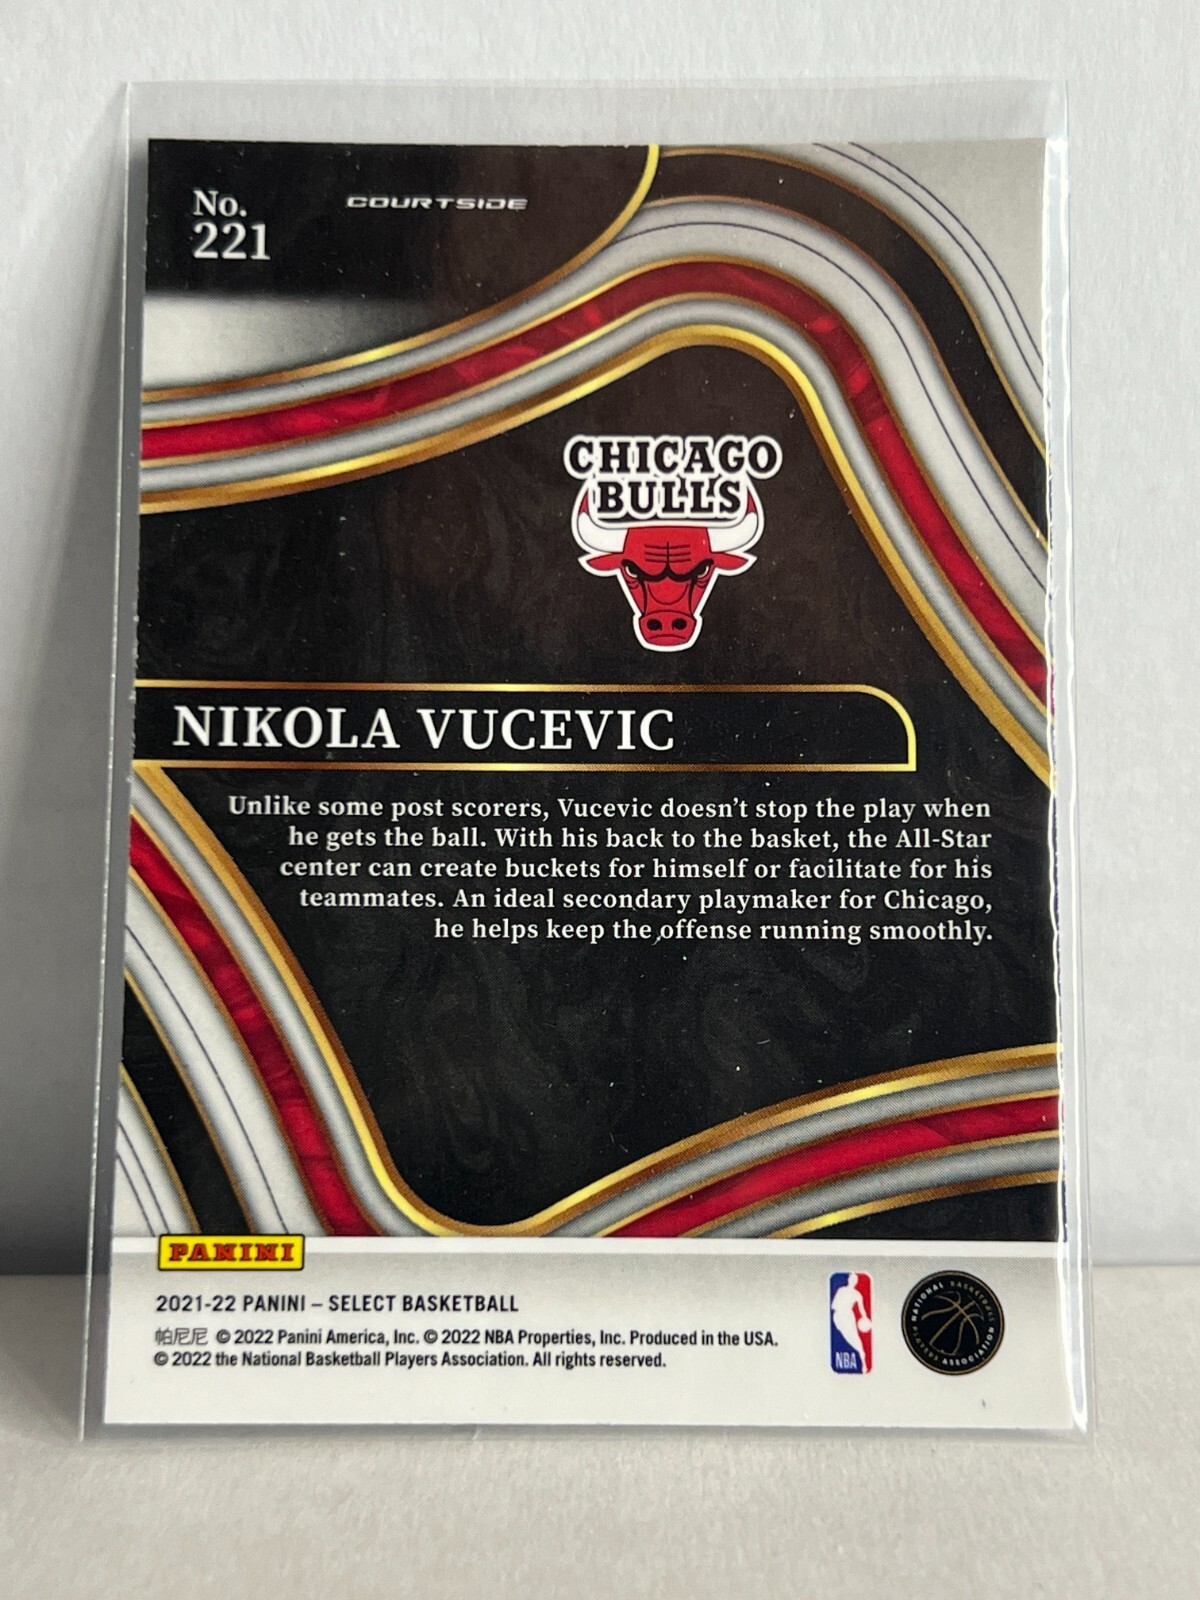 No.
221
COURTSIDE
CHICAGO
BULLS
NIKOLA VUCEVIC
Unlike some post scorers, Vucevic doesn't stop the play when
he gets the ball. With his back to the basket, the All-Star
center can create buckets for himself or facilitate for his
teammates. An ideal secondary playmaker for Chicago,
he helps keep the offense running smoothly.
PANINI
2021-22 PANINI – SELECT BASKETBALL
帕尼尼 © 2022 Panini America, Inc. © 2022 NBA Properties, Inc. Produced in the USA.
© 2022 the National Basketball Players Association. All rights reserved.
NBA
NATIONAL BASKETBALL PLAYERS ASSOCIATION